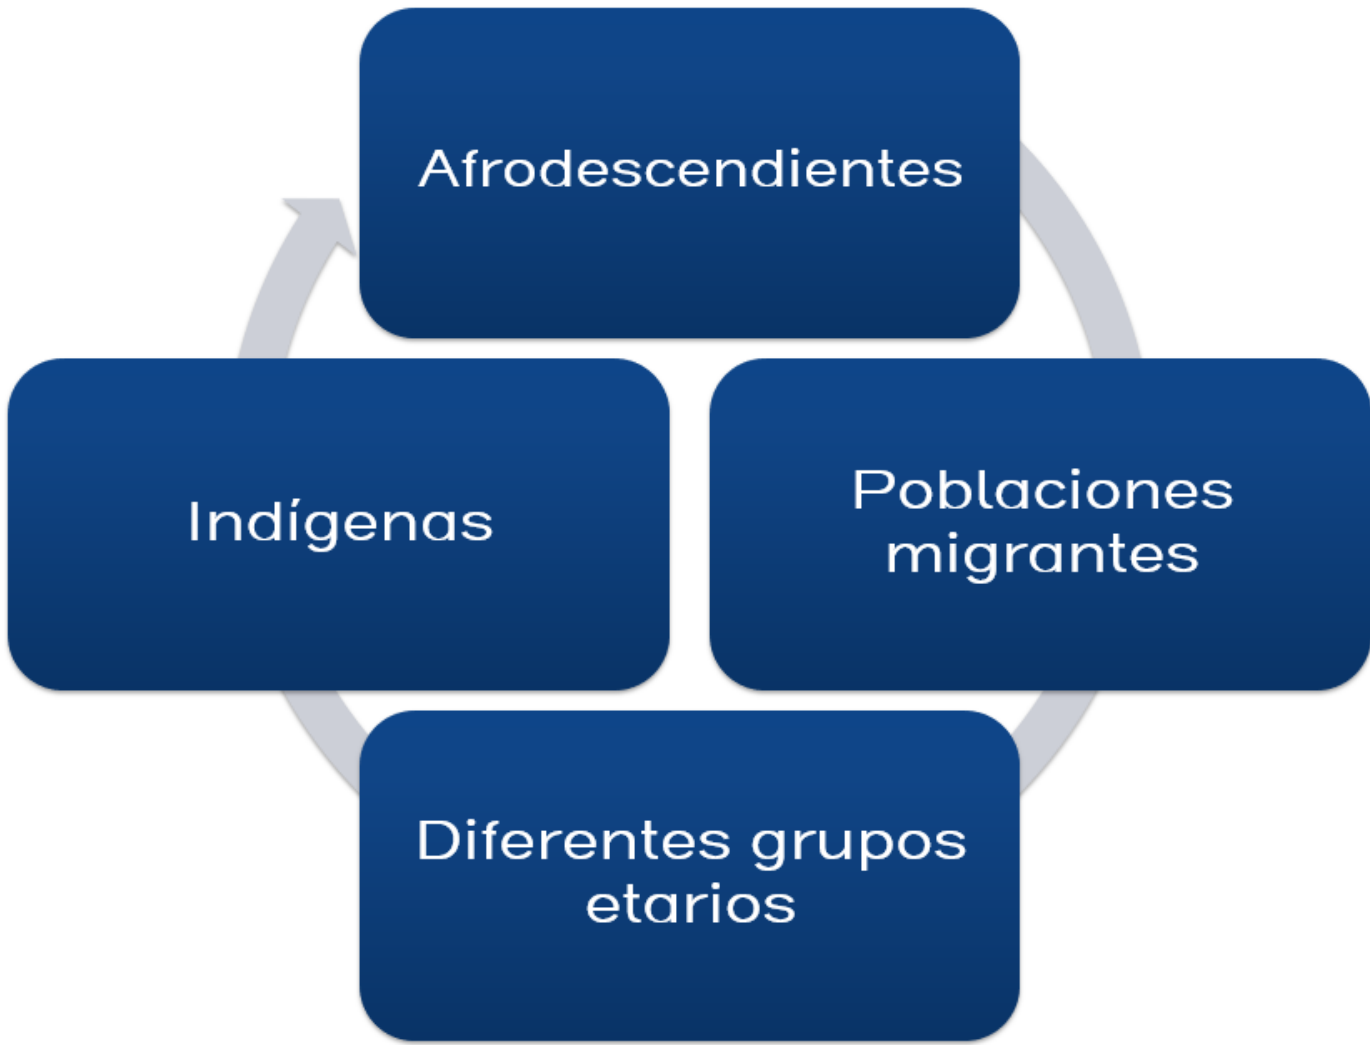 Afrodescendientes
Indígenas
Poblaciones
migrantes
Diferentes grupos
etarios